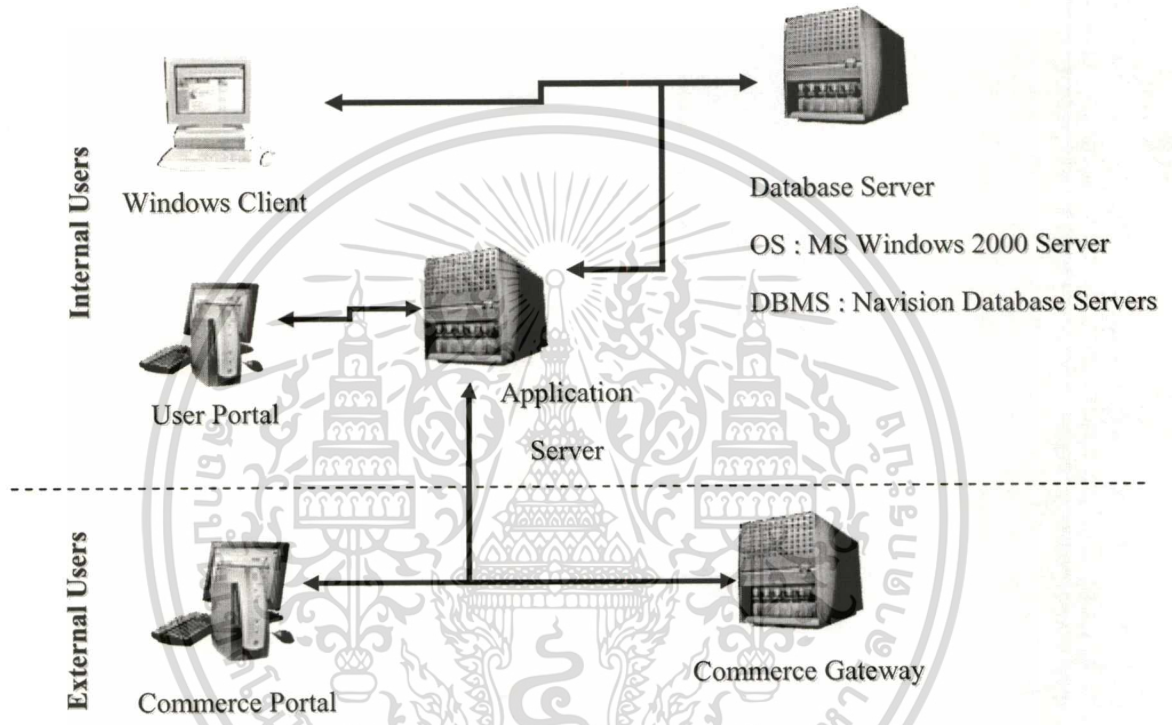 Internal Users
Windows Client
Database Server
OS : MS Windows 2000 Server
DBMS : Navision Database Servers
User Portal
Application
Server
External Users
Commerce Portal
Commerce Gateway